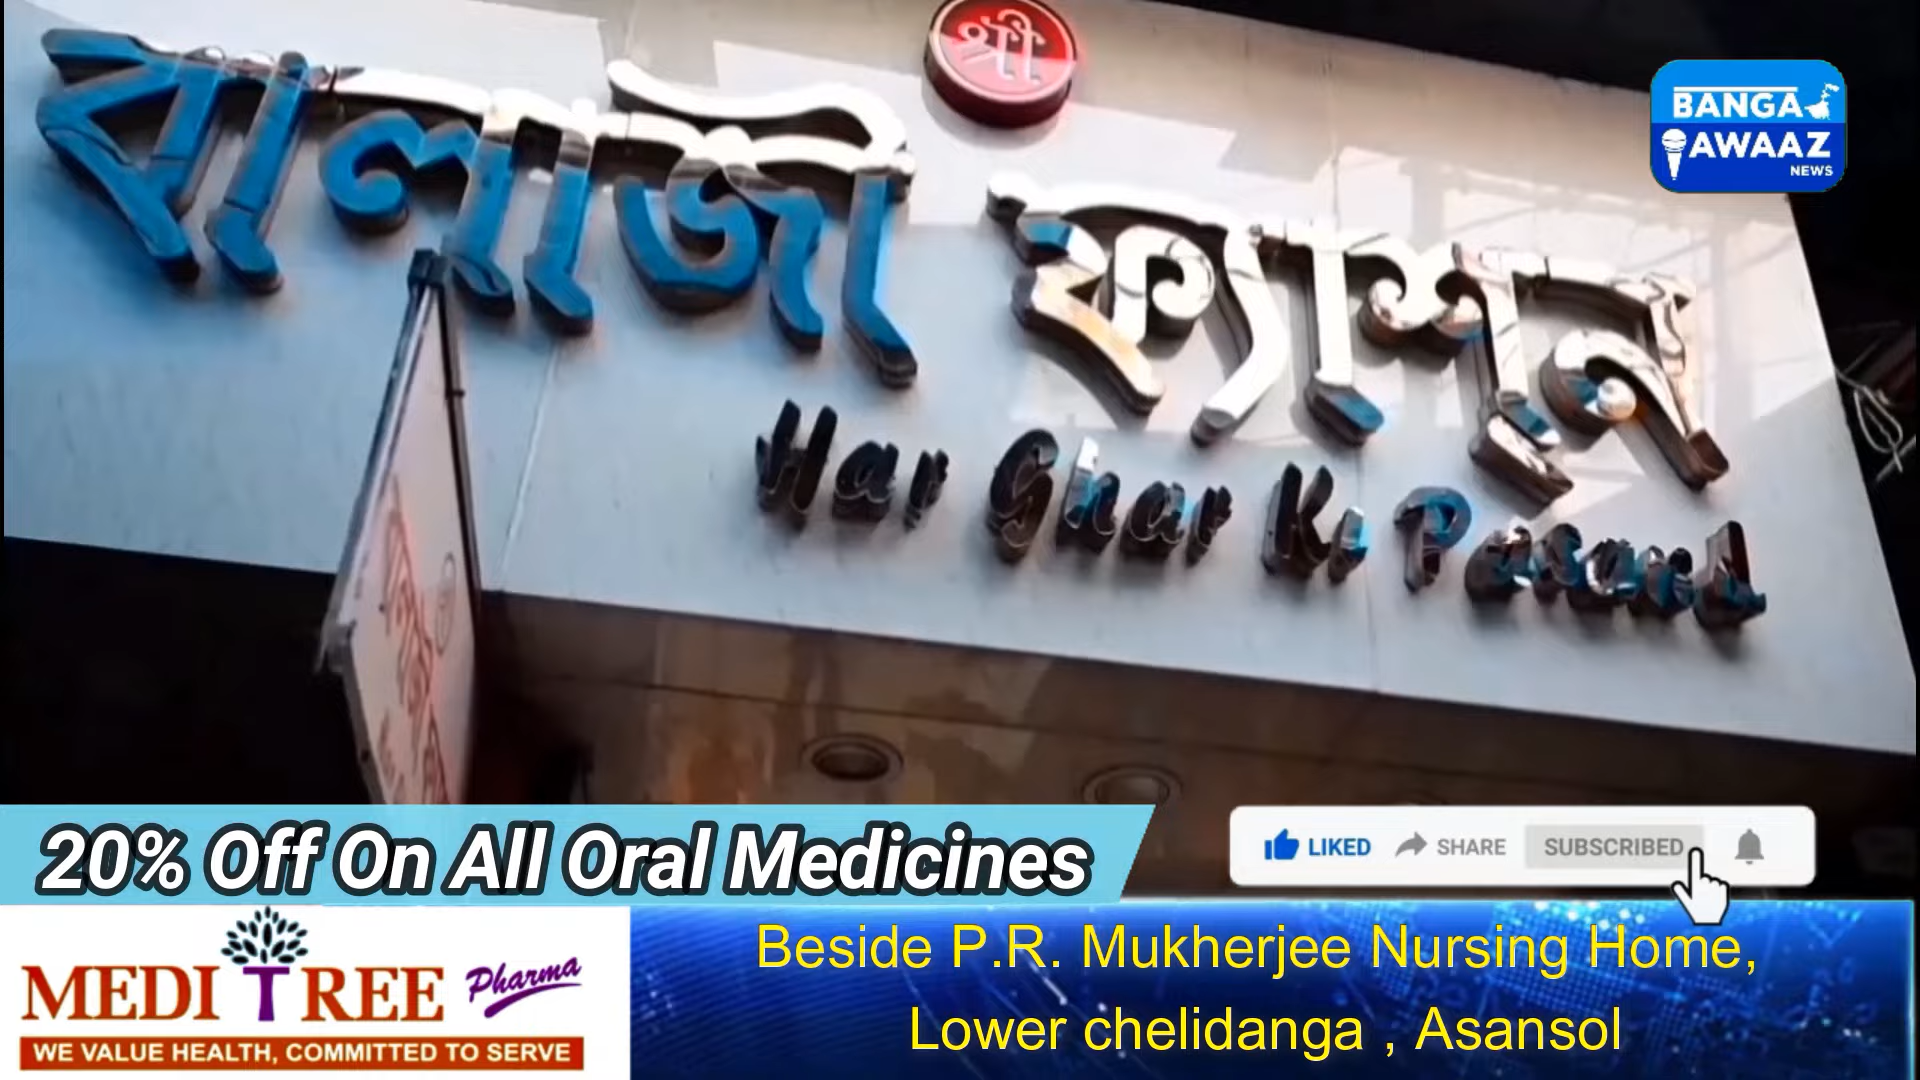 श्री
বালাজী ফ্যাশন
Har Ghar Ki Pasand
BANGA
AWAAZ
NEWS
20% Off On All Oral Medicines
LIKED SHARE SUBSCRIBED
MEDI TREE Pharma
WE VALUE HEALTH, COMMITTED TO SERVE
Beside P.R. Mukherjee Nursing Home,
Lower chelidanga , Asansol